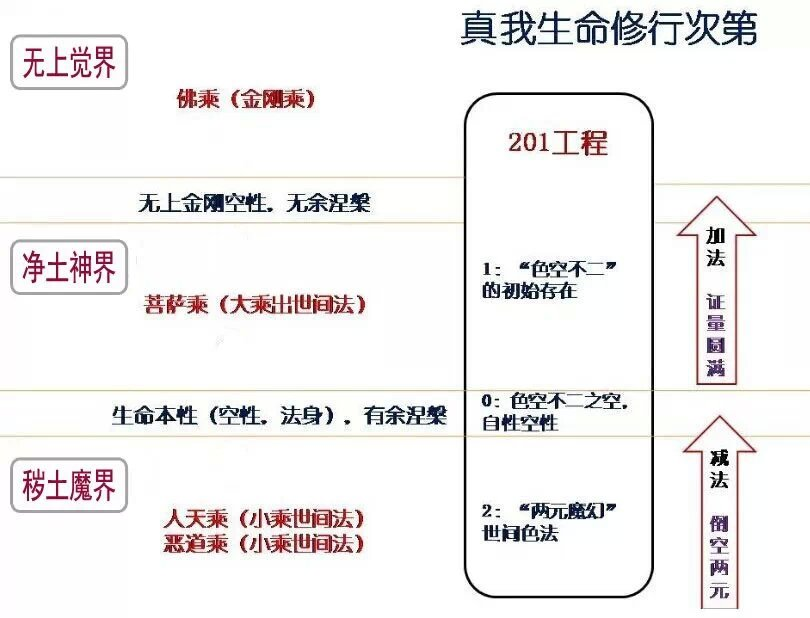 真我生命修行次第
无上觉界
佛乘（金刚乘）
201工程
无上金刚空性，无余涅槃
净土神界
菩萨乘（大乘出世间法）
1：“色空不二”
的初始存在
加法 证量圆满
生命本性（空性，法身），有余涅槃
0：色空不二之空，
自性空性
秽土魔界
人天乘（小乘世间法）
恶道乘（小乘世间法）
2：“两元魔幻”
世间色法
减法 倒空两元